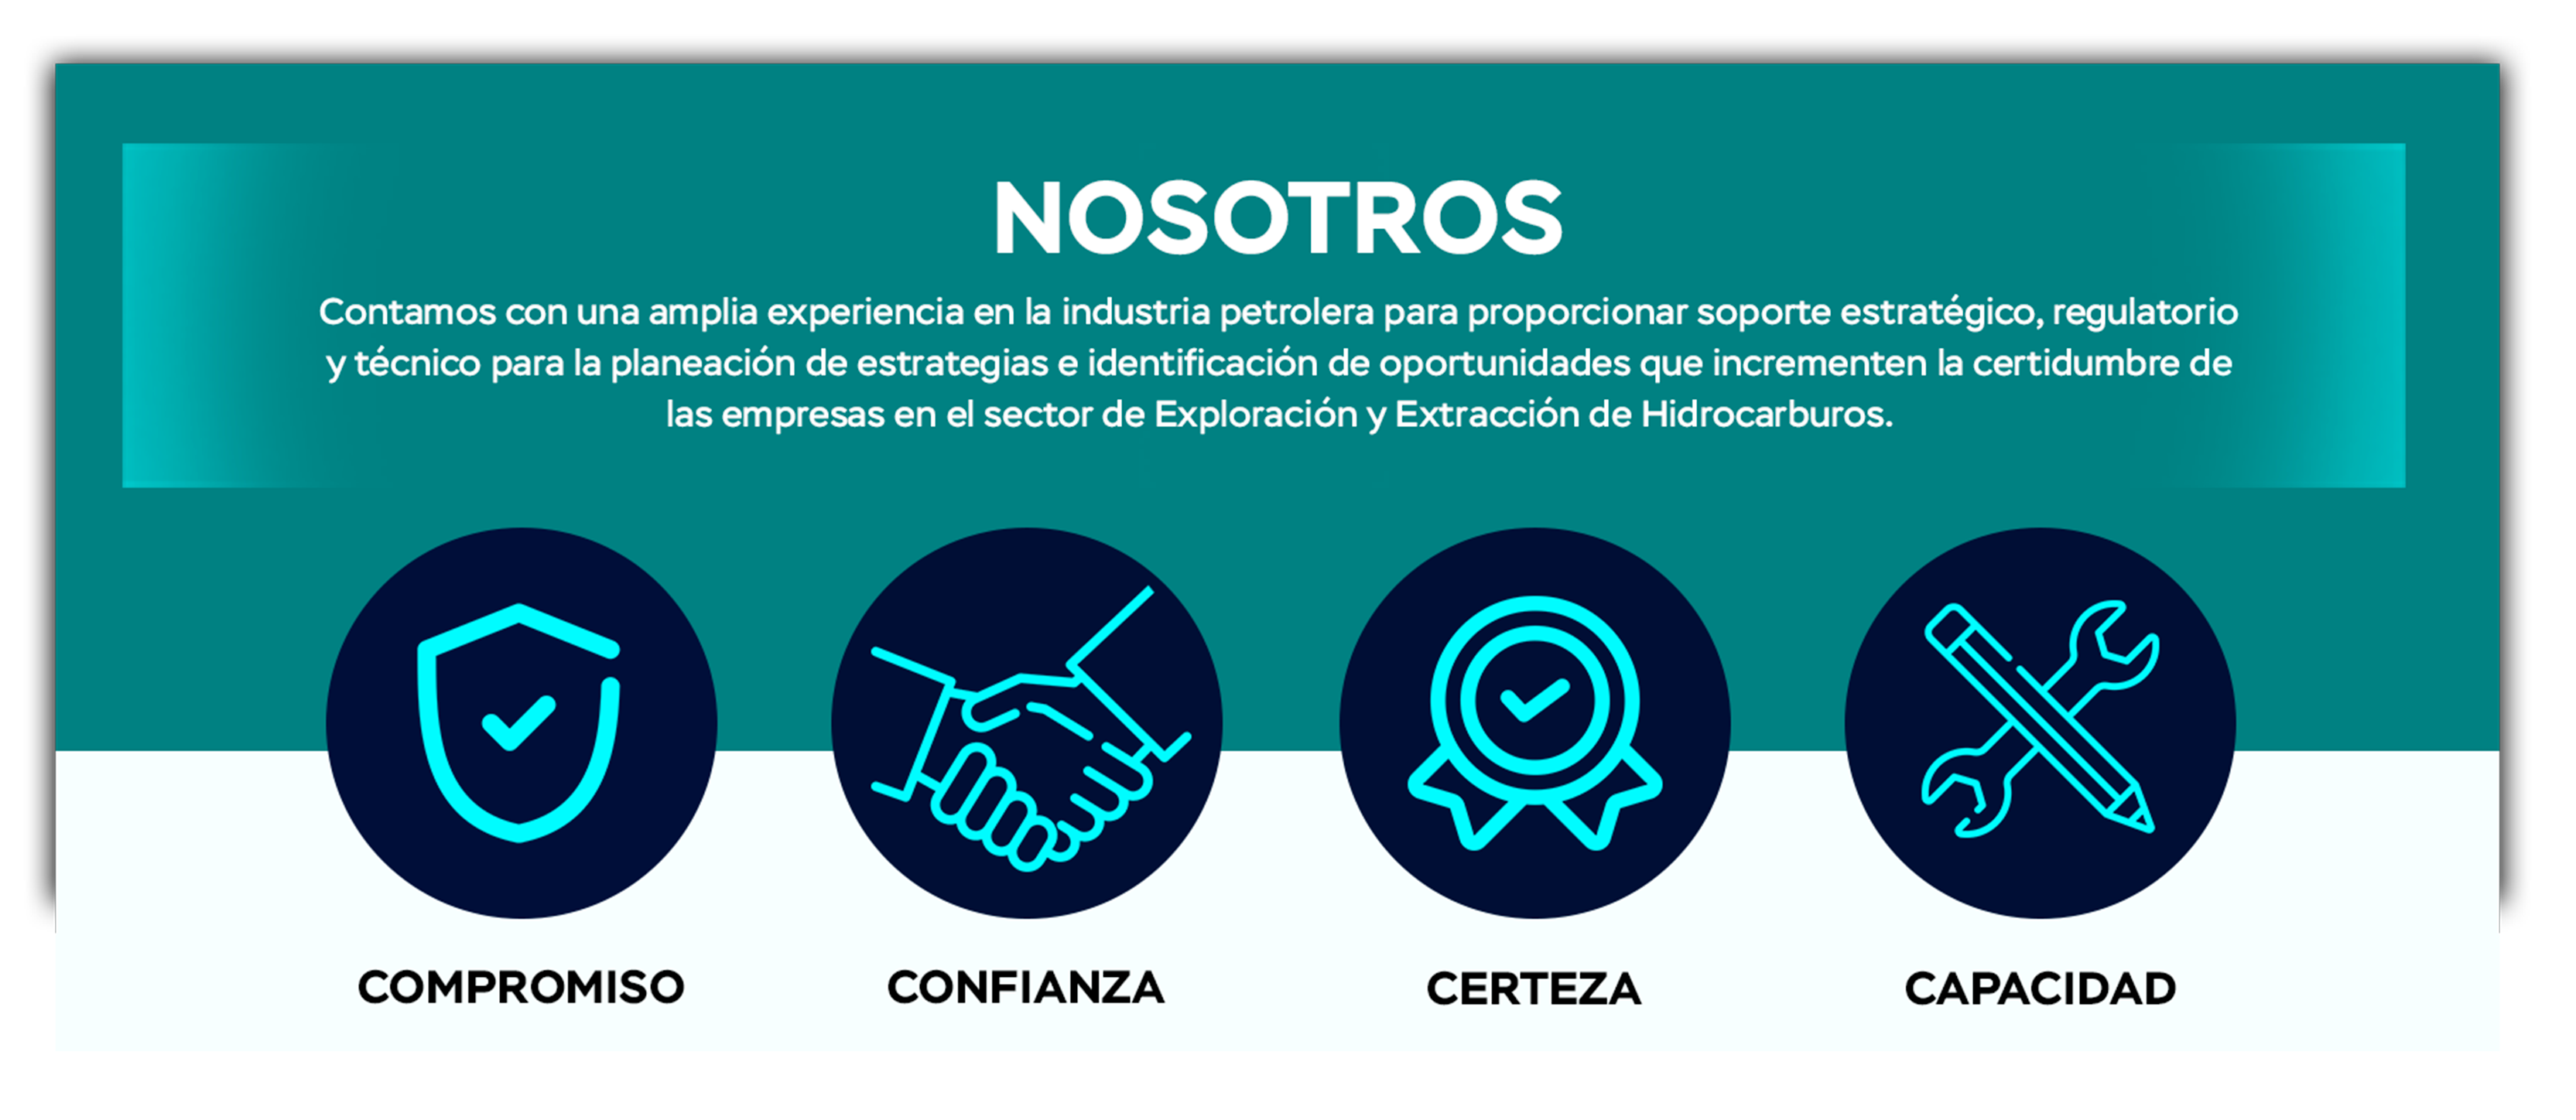 NOSOTROS
Contamos con una amplia experiencia en la industria petrolera para proporcionar soporte estratégico, regulatorio
y técnico para la planeación de estrategias e identificación de oportunidades que incrementen la certidumbre de
las empresas en el sector de Exploración y Extracción de Hidrocarburos.
COMPROMISO
CONFIANZA
CERTEZA
CAPACIDAD